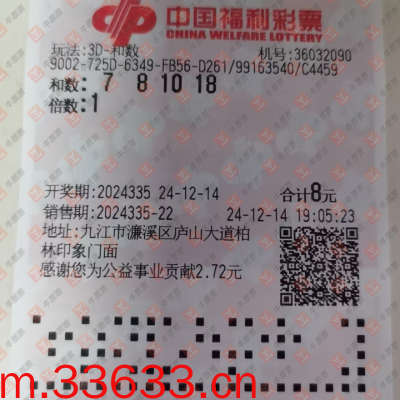 中国福利彩票
CHINA WELFARE LOTTERY
玩法:3D-和数 机号:36032090
9002-725D-6349-FB56-D261/99163540/C4459
和数: 7 8 10 18
倍数:1
开奖期:2024335 24-12-14 合计8元
销售期:2024335-22 24-12-14 19:05:23
地址:九江市濂溪区庐山大道柏
林印象门面
感谢您为公益事业贡献2.72元
m.33633.cn